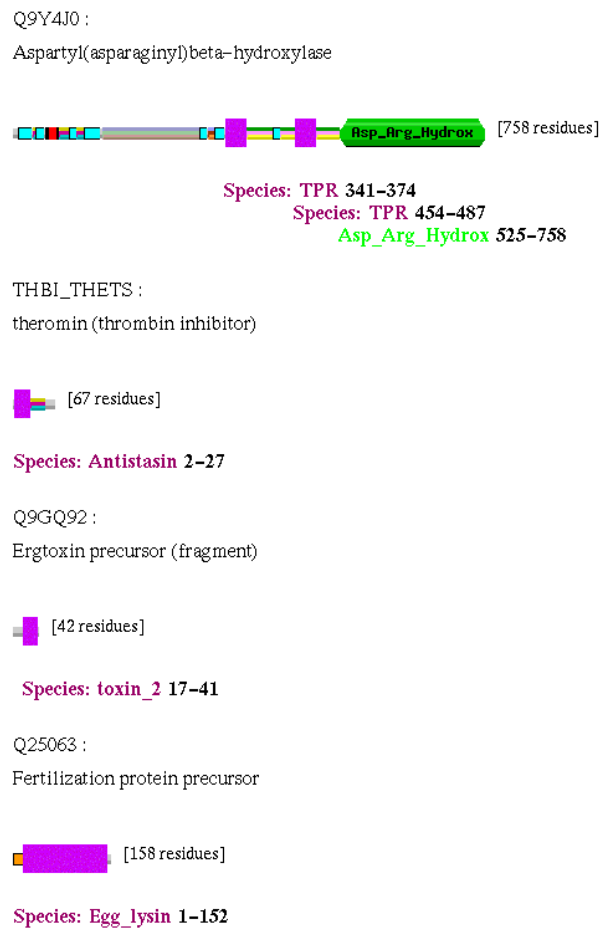 Q9Y4J0 :
Aspartyl(asparaginyl)beta-hydroxylase
Asp_Arg_Hydrox [758 residues]
Species: TPR 341-374
Species: TPR 454-487
Asp_Arg_Hydrox 525-758
THBI_THETS :
theromin (thrombin inhibitor)
[67 residues]
Species: Antistasin 2-27
Q9GQ92 :
Ergtoxin precursur (fragment)
[42 residues]
Species: toxin_2 17-41
Q25063 :
Fertilization protein precursor
[158 residues]
Species: Egg_lysin 1-152